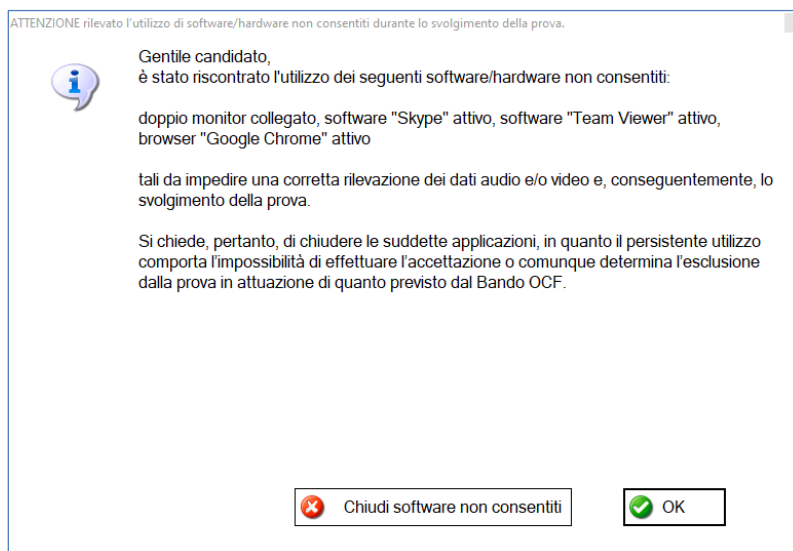 ATTENZIONE rilevato l'utilizzo di software/hardware non consentiti durante lo svolgimento della prova.
Gentile candidato,
è stato riscontrato l'utilizzo dei seguenti software/hardware non consentiti:
doppio monitor collegato, software "Skype" attivo, software "Team Viewer" attivo,
browser "Google Chrome" attivo
tali da impedire una corretta rilevazione dei dati audio e/o video e, conseguentemente, lo
svolgimento della prova.
Si chiede, pertanto, di chiudere le suddette applicazioni, in quanto il persistente utilizzo
comporta l'impossibilità di effettuare l'accettazione o comunque determina l'esclusione
dalla prova in attuazione di quanto previsto dal Bando OCF.
Chiudi software non consentiti
OK